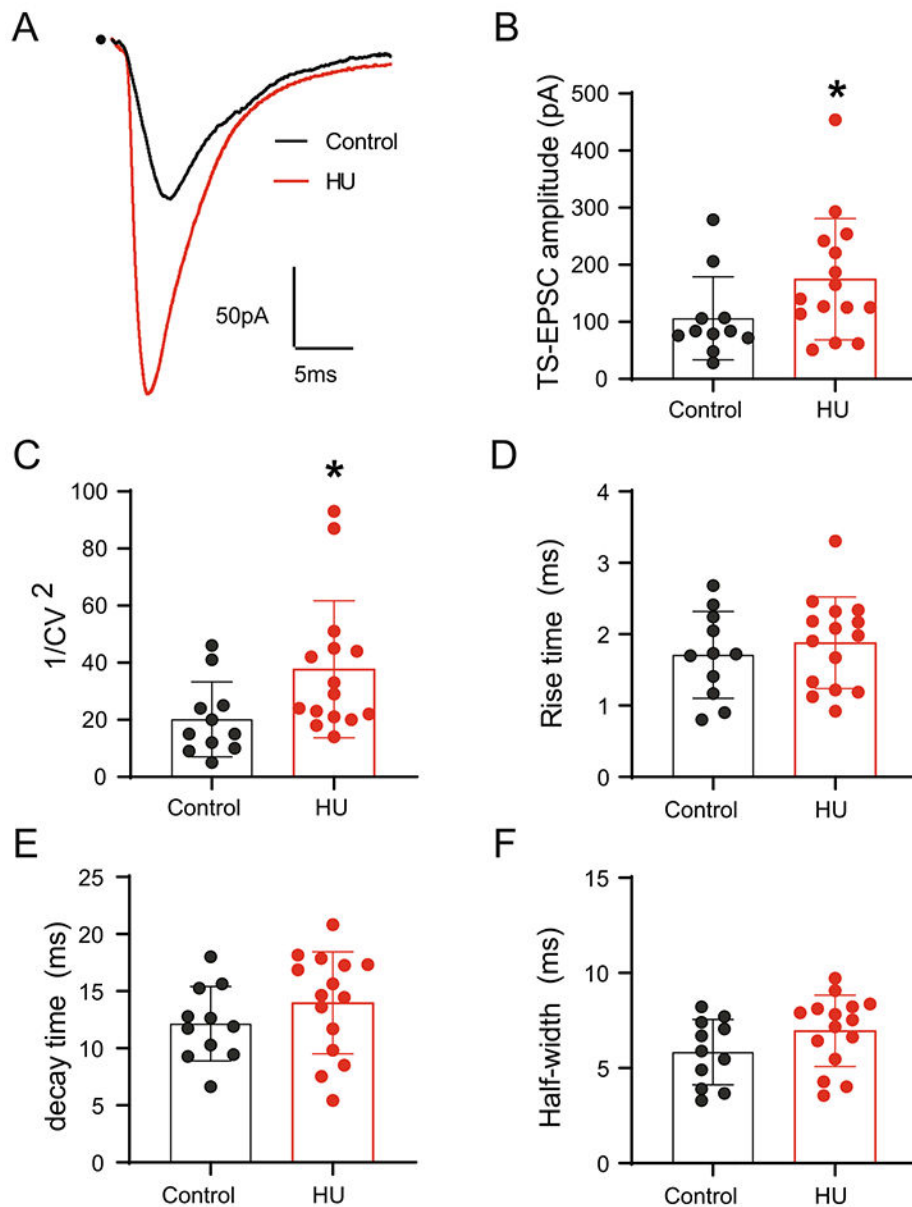 A
Control
HU
50pA
5ms
B
*
TS-EPSC amplitude (pA)
500
400
300
200
100
0
Control
HU
C
*
1/CV 2
100
80
60
40
20
0
Control
HU
D
Rise time (ms)
4
3
2
1
0
Control
HU
E
decay time (ms)
25
20
15
10
5
0
Control
HU
F
Half-width (ms)
15
10
5
0
Control
HU